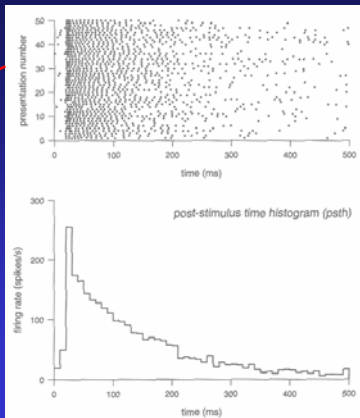 50
40
30
20
10
0
presentation number
0 100 200 300 400 500
time (ms)
post-stimulus time histogram (psth)
300
200
100
0
firing rate (spikes/s)
0 100 200 300 400 500
time (ms)